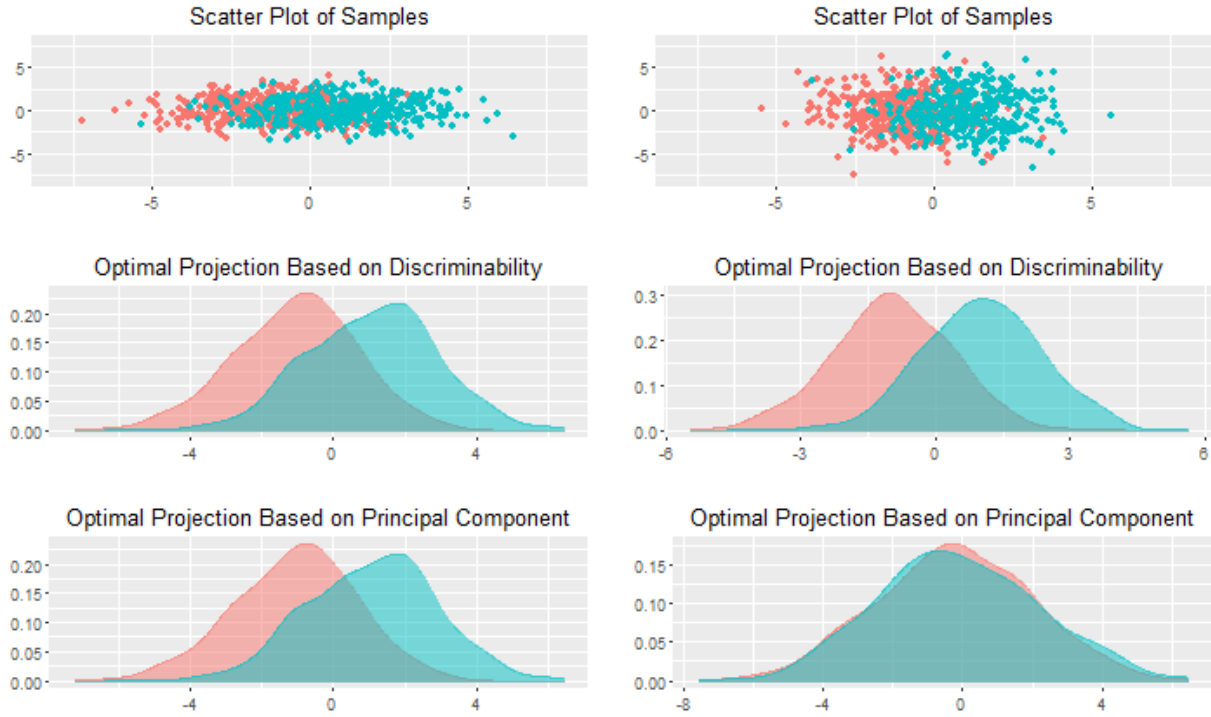 Scatter Plot of Samples
5
0
-5
-5 0 5
Scatter Plot of Samples
5
0
-5
-5 0 5
Optimal Projection Based on Discriminability
0.20
0.15
0.10
0.05
0.00
-4 0 4
Optimal Projection Based on Discriminability
0.3
0.2
0.1
0.0
-6 -3 0 3 6
Optimal Projection Based on Principal Component
0.20
0.15
0.10
0.05
0.00
-4 0 4
Optimal Projection Based on Principal Component
0.15
0.10
0.05
0.00
-8 -4 0 4